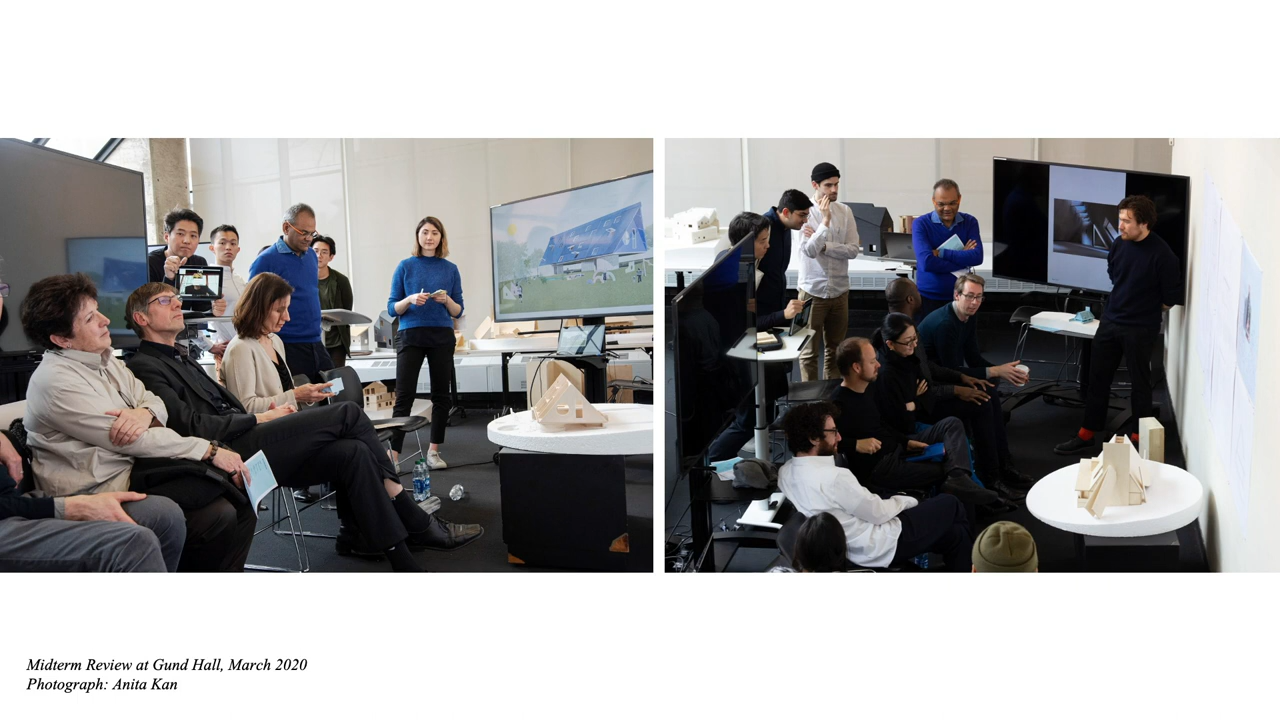 Midterm Review at Gund Hall, March 2020
Photograph: Anita Kan